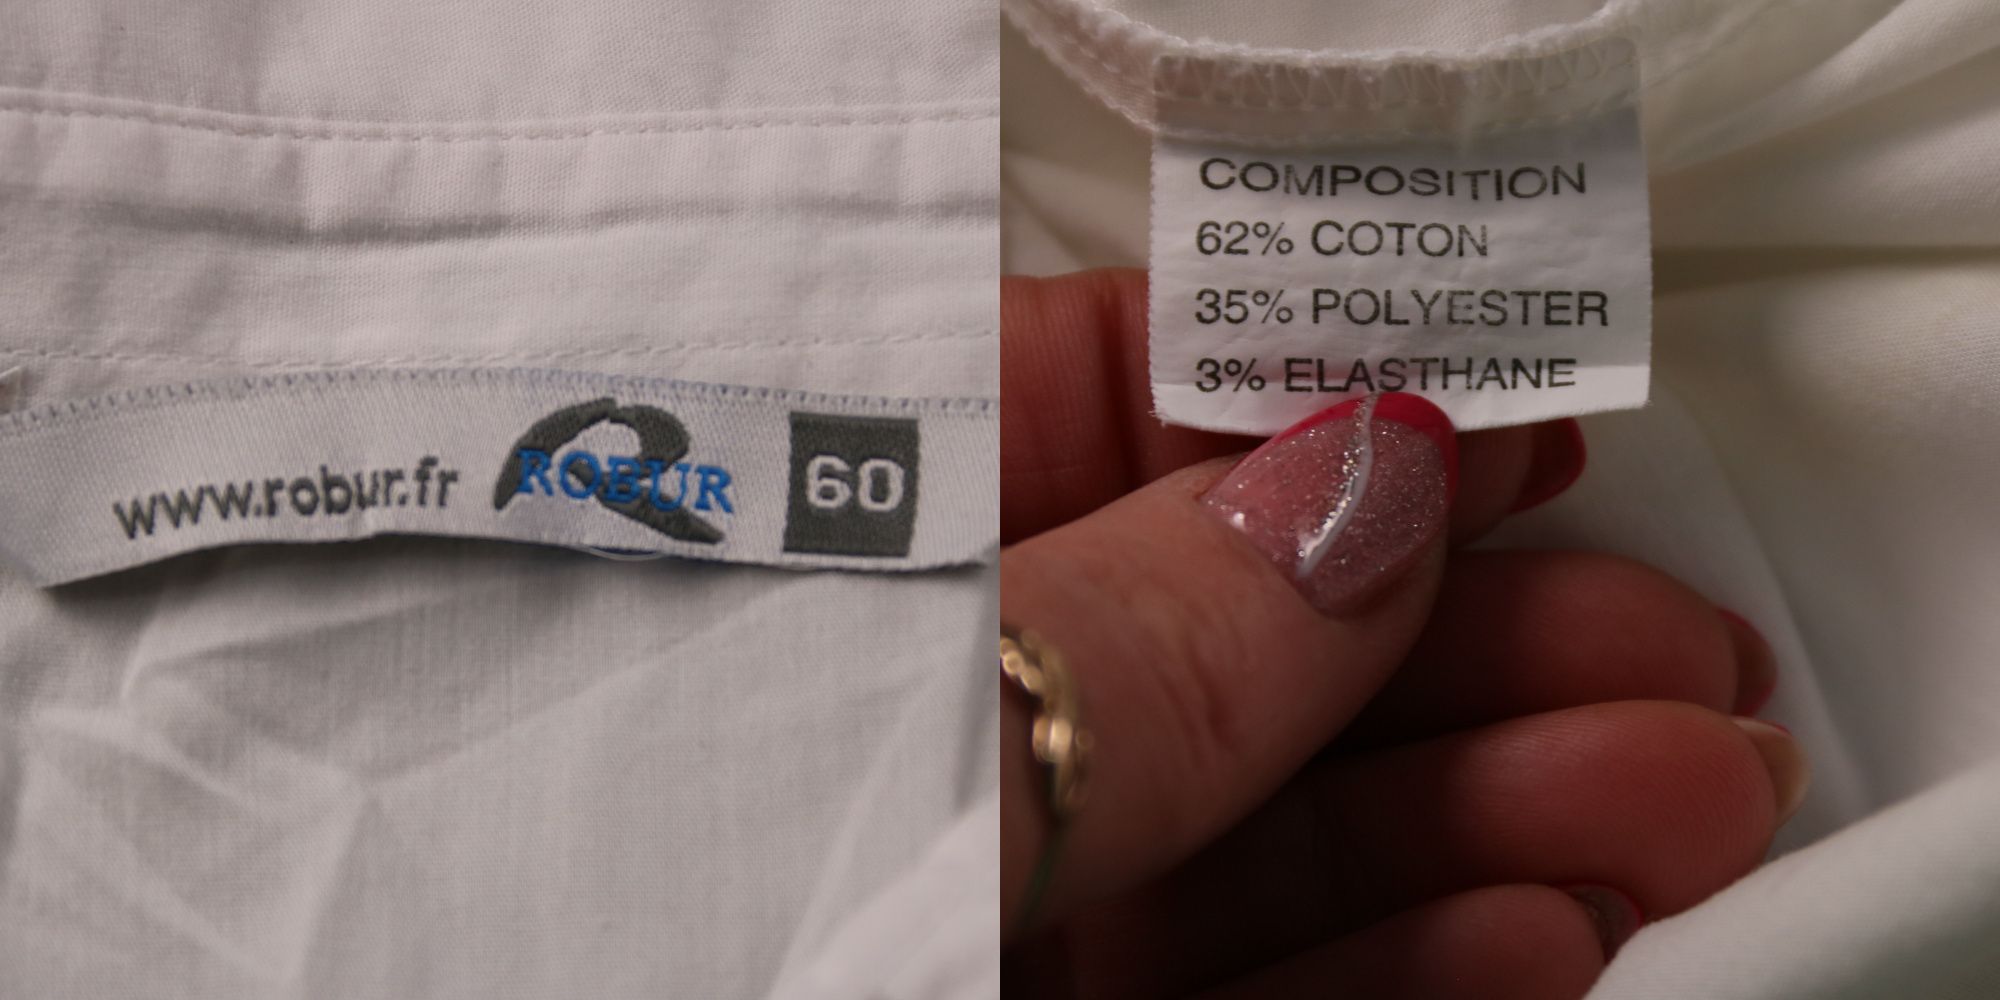 www.robur.fr ROBUR 60
COMPOSITION
62% COTON
35% POLYESTER
3% ELASTHANE